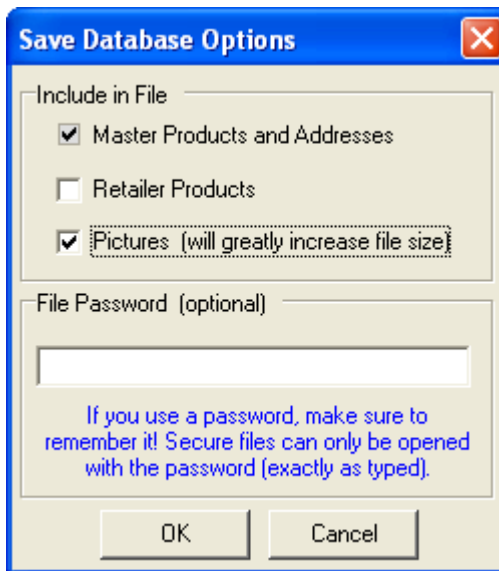 Save Database Options
Include in File
Master Products and Addresses
Retailer Products
Pictures (will greatly increase file size)
File Password (optional)
If you use a password, make sure to
remember it! Secure files can only be opened
with the password (exactly as typed).
OK
Cancel